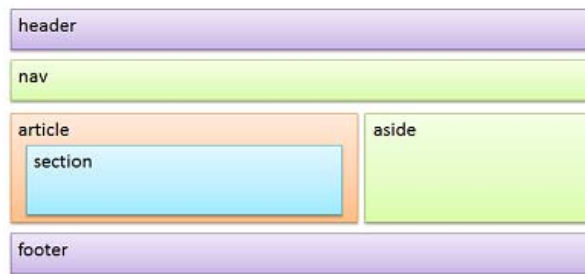 header
nav
article
aside
section
footer